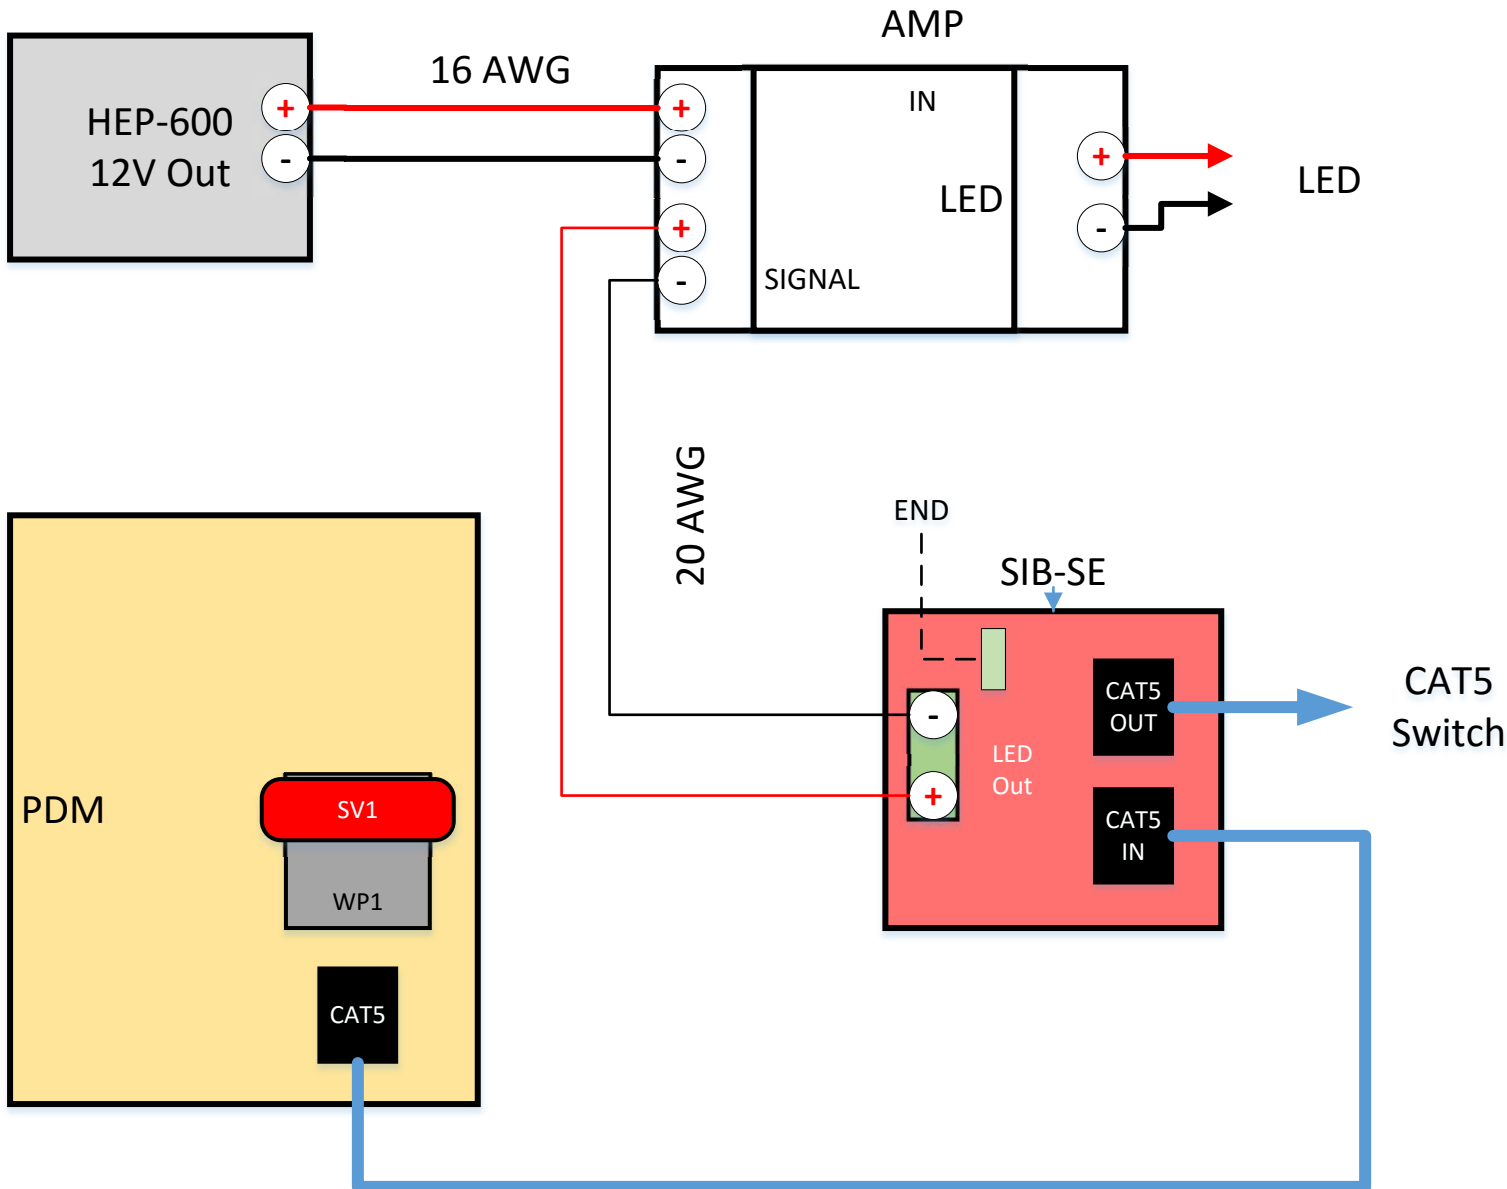 AMP
16 AWG
HEP-600
12V Out
+
-
+
-
+
-
IN
LED
SIGNAL
+
-
LED
20 AWG
END
SIB-SE
-
+
LED
Out
CAT5
OUT
CAT5
IN
CAT5
Switch
PDM
SV1
WP1
CAT5